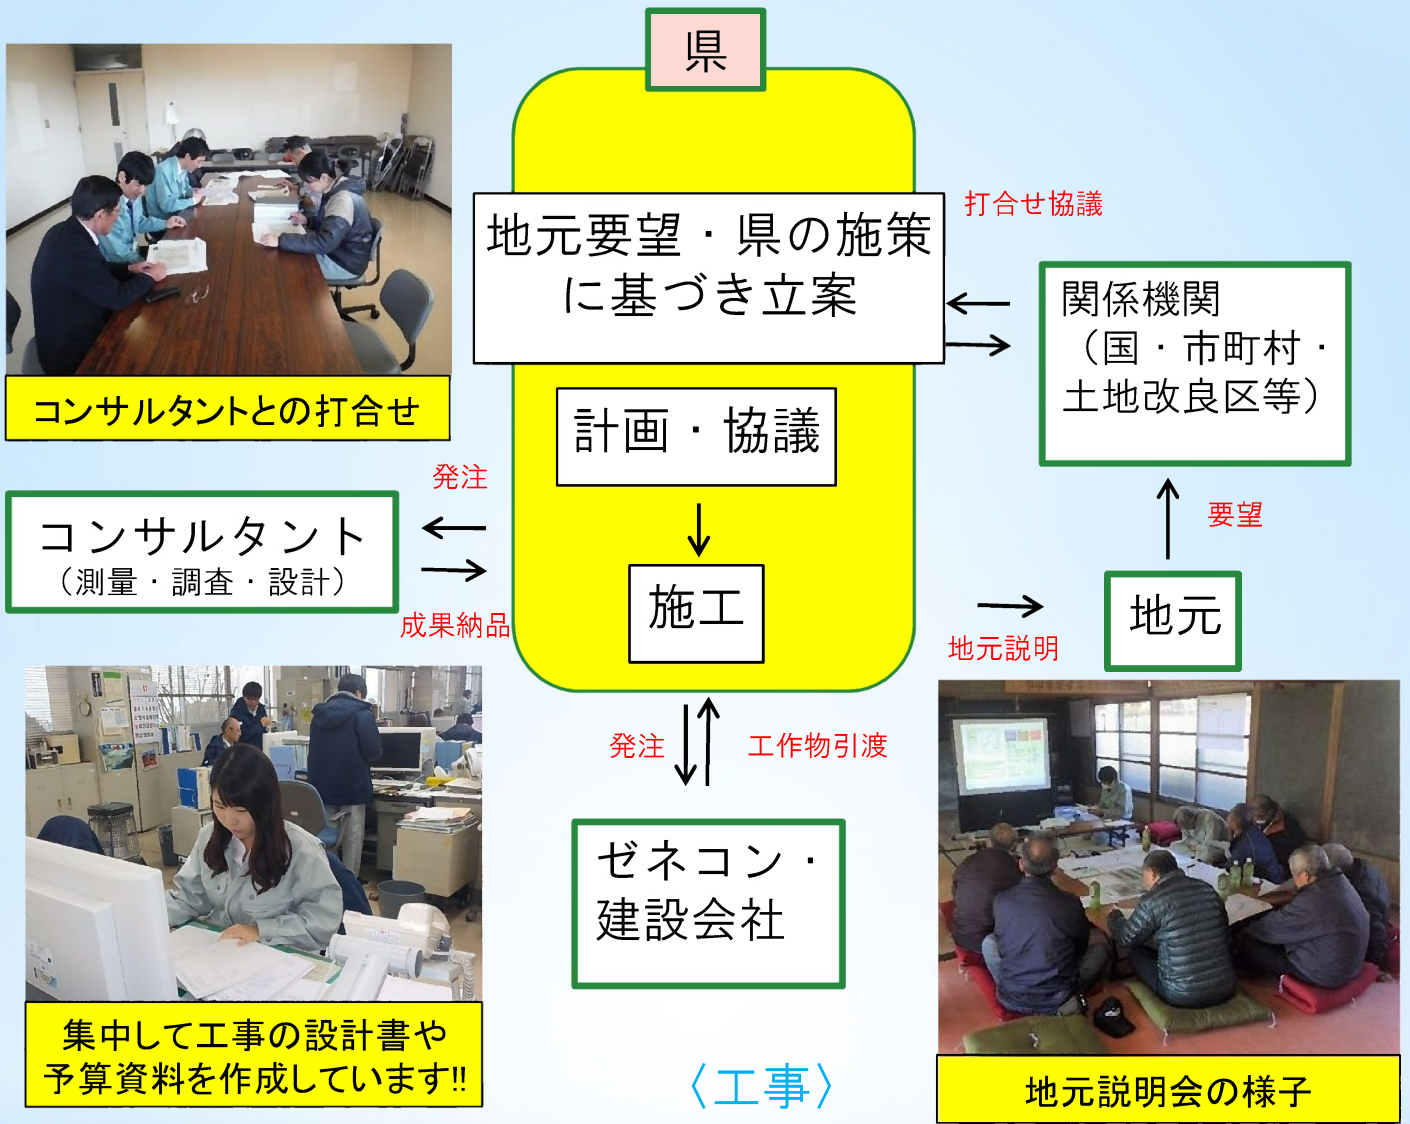 県
地元要望・県の施策
に基づき立案
打合せ協議
関係機関
（国・市町村・
土地改良区等）
コンサルタントとの打合せ
計画・協議
発注
コンサルタント
（測量・調査・設計）
成果納品
施工
要望
地元
地元説明
発注
工作物引渡
ゼネコン・
建設会社
集中して工事の設計書や
予算資料を作成しています!!
〈工事〉
地元説明会の様子